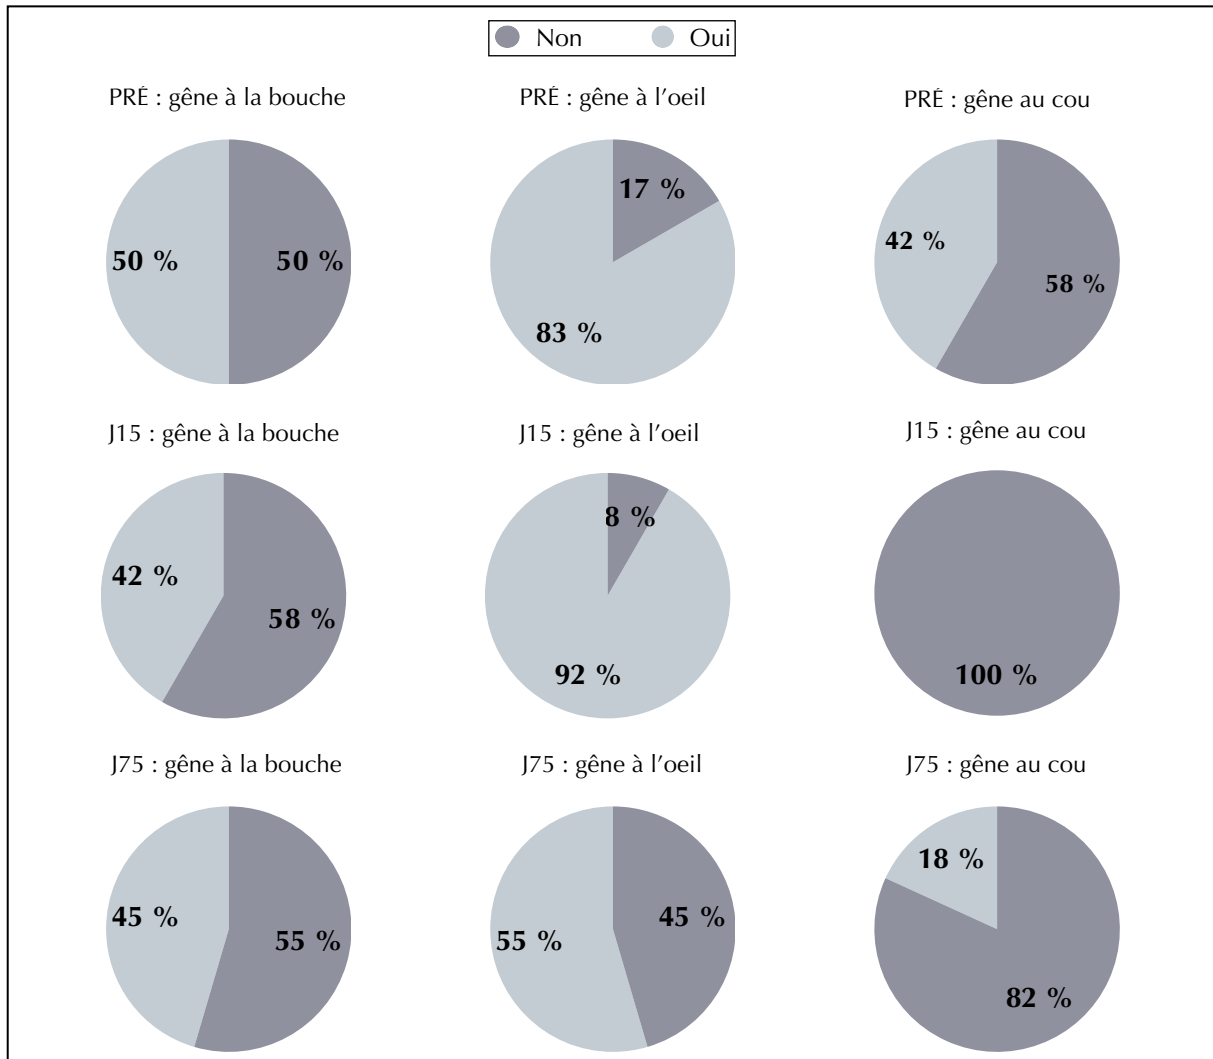 Non Oui
PRÉ : gêne à la bouche
PRÉ : gêne à l'oeil
PRÉ : gêne au cou
50 % 50 %
17 %
83 %
42 %
58 %
J15 : gêne à la bouche
J15 : gêne à l'oeil
J15 : gêne au cou
42 %
58 %
8 %
92 %
100 %
J75 : gêne à la bouche
J75 : gêne à l'oeil
J75 : gêne au cou
45 %
55 %
55 %
45 %
18 %
82 %